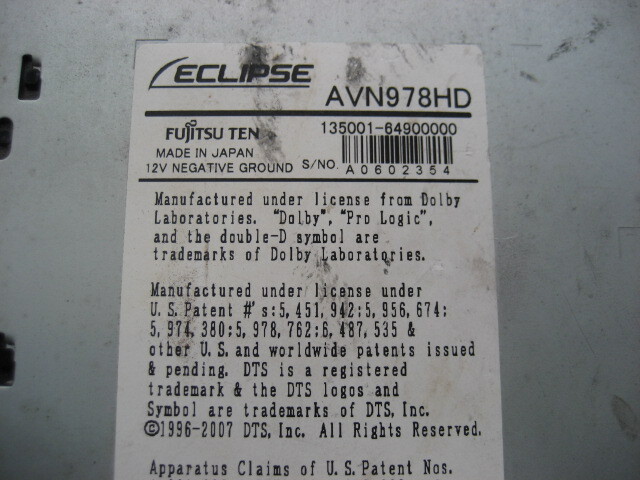 ECLIPSE
AVN978HD
FUJITSU TEN
135001-64900000
MADE IN JAPAN
12V NEGATIVE GROUND S/NO. A0602354
Manufactured under license from Dolby
Laboratories. "Dolby", "Pro Logic",
and the double-D symbol are
trademarks of Dolby Laboratories.
Manufactured under license under
U.S. Patent #'s:5,451,942:5,956,674:
5,974,380:5,978,762:6,487,535 &
other U.S. and worldwide patents issued
& pending. DTS is a registered
trademark & the DTS logos and
Symbol are trademarks of DTS, Inc.
©1996-2007 DTS, Inc. All Rights Reserved.
Apparatus Claims of U.S. Patent Nos.